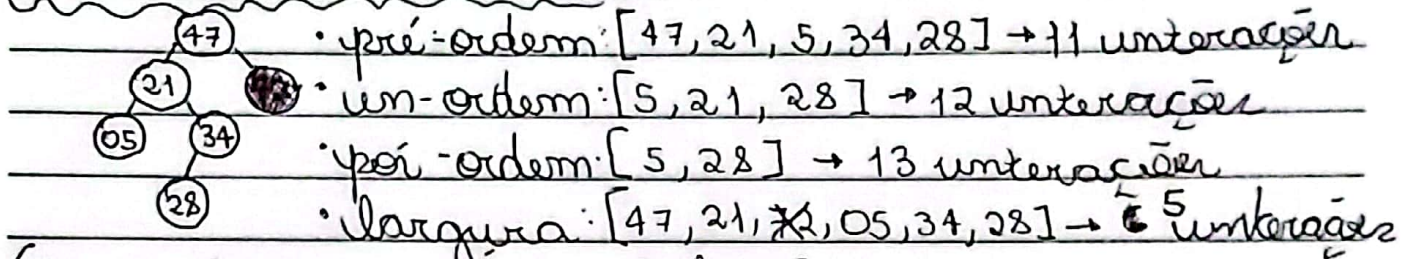 47 · pré-ordem: [47, 21, 5, 34, 28] → 11 interações
21 · in-ordem: [5, 21, 28] → 12 interações
05 34 · pós-ordem: [5, 28] → 13 interações
28 · largura: [47, 21, 72, 05, 34, 28] → 5 interações